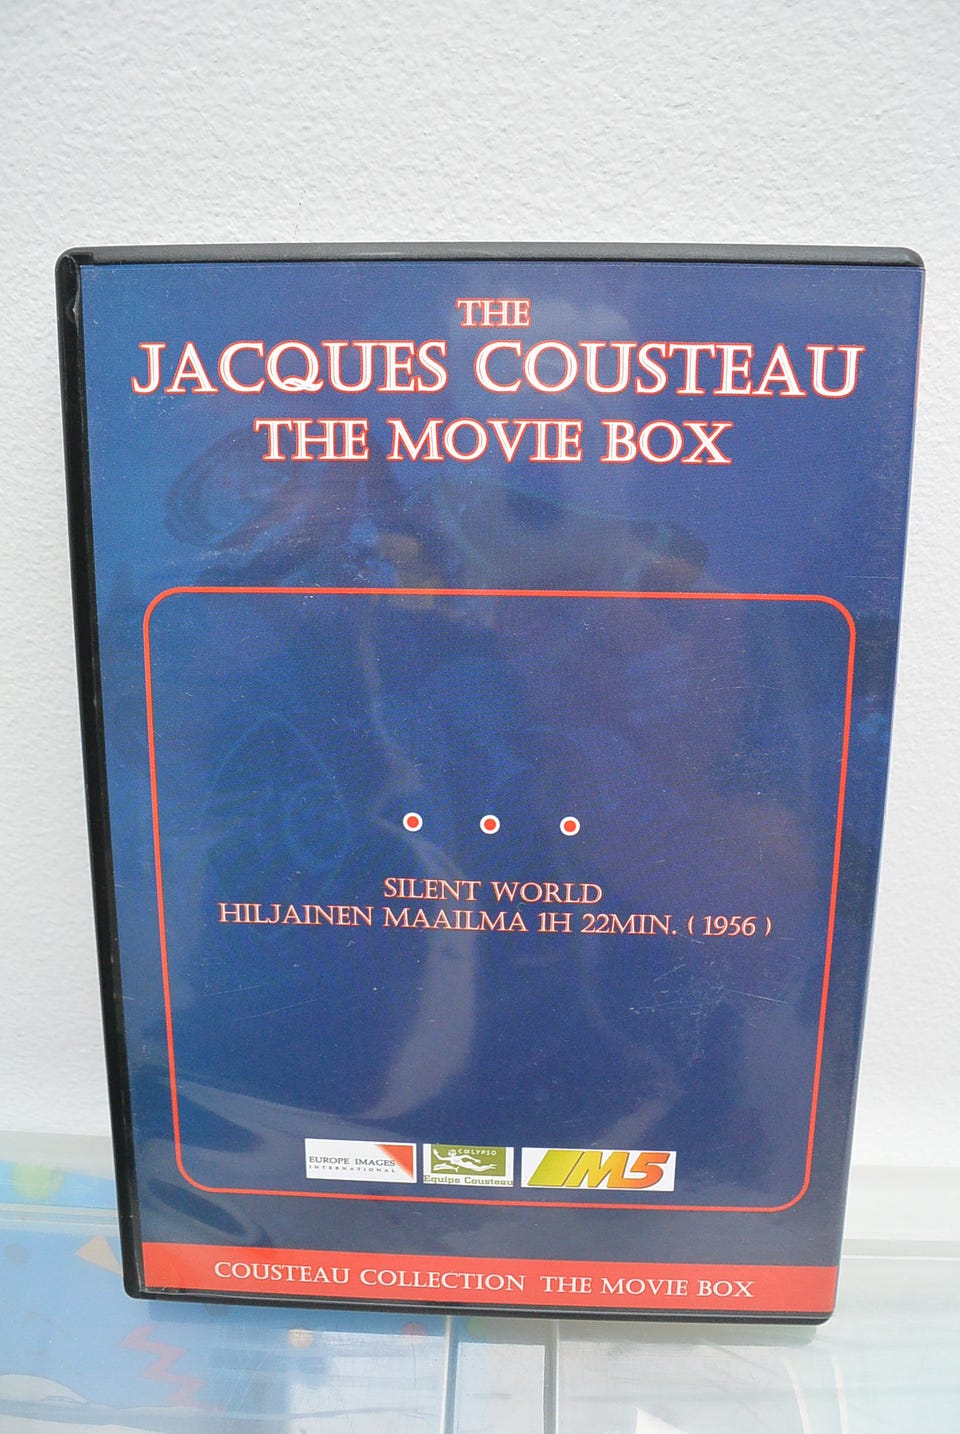 THE
JACQUES COUSTEAU
THE MOVIE BOX
SILENT WORLD
HILJAINEN MAAILMA 1H 22MIN. ( 1956 )
EUROPE IMAGES
INTERNATIONAL
CALYPSO
Equipe Cousteau
M5
COUSTEAU COLLECTION THE MOVIE BOX